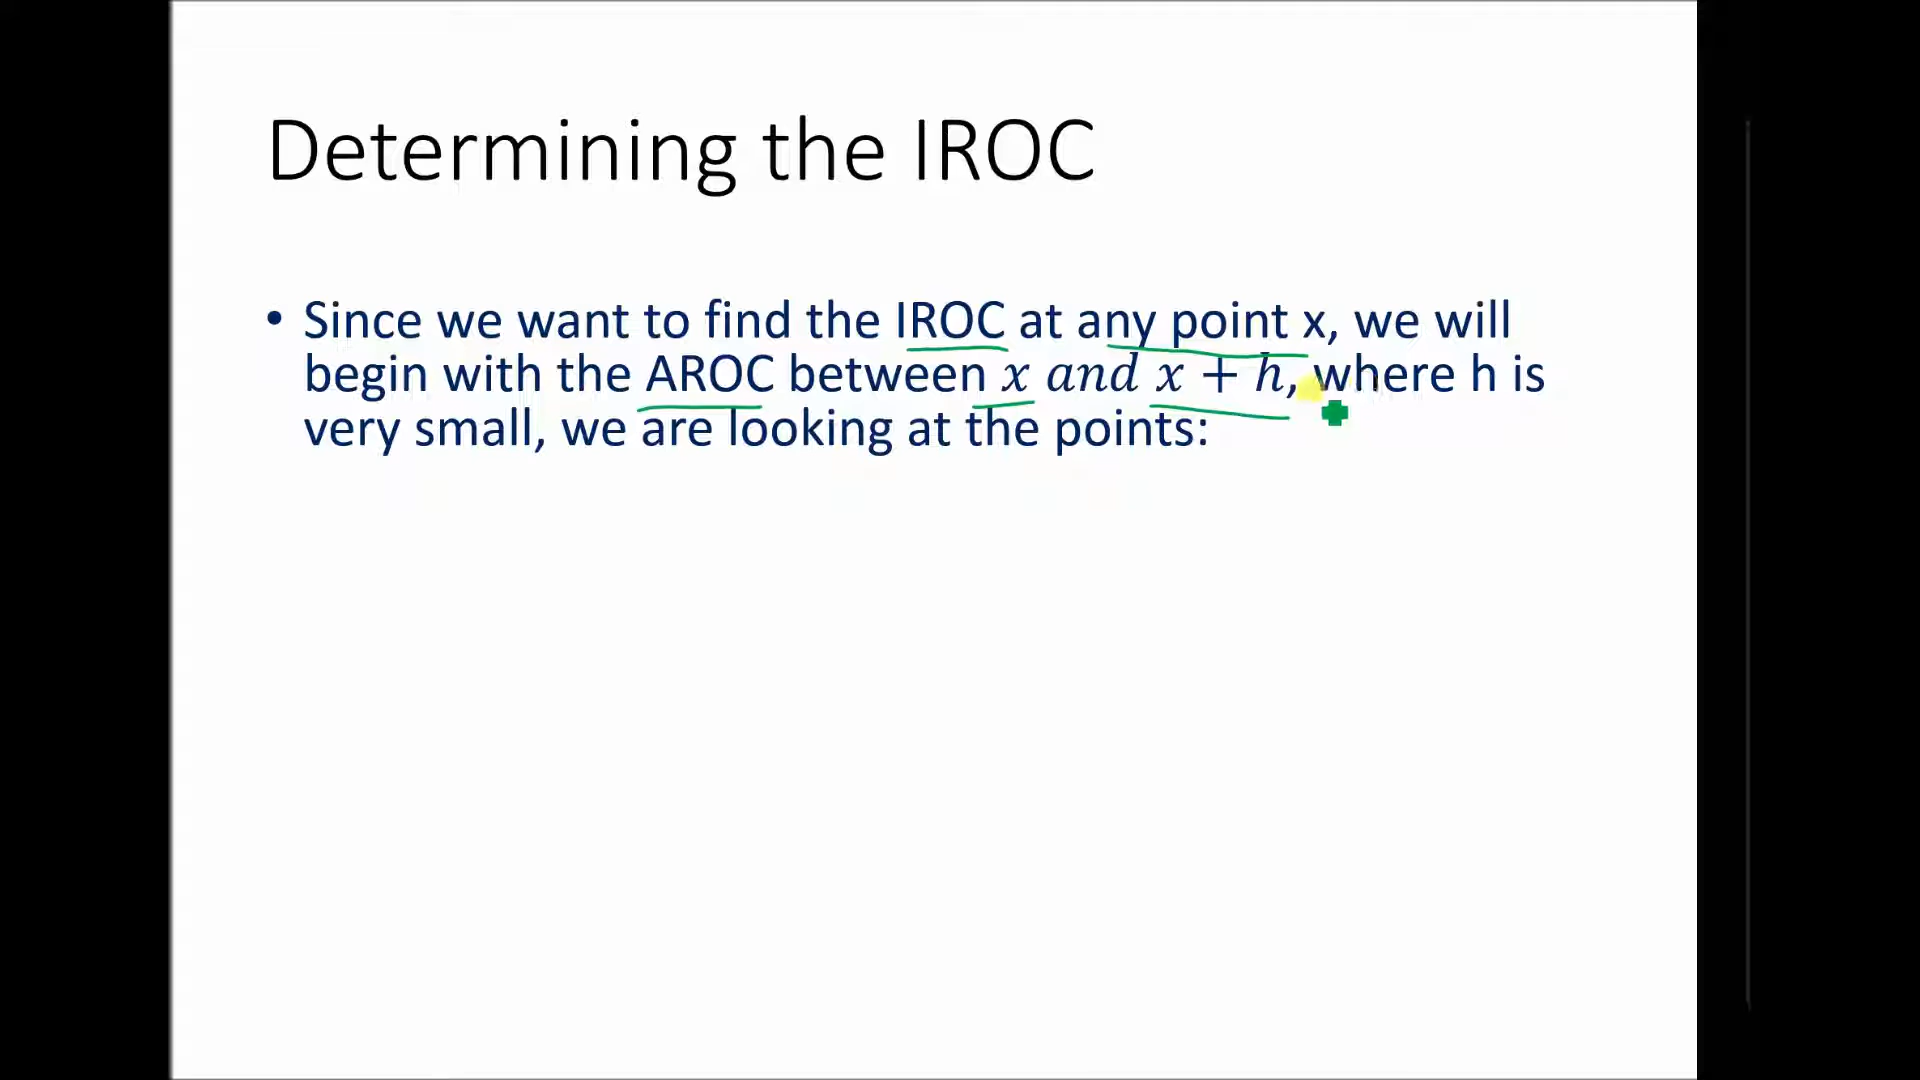 Determining the IROC
• Since we want to find the IROC at any point x, we will
begin with the AROC between x and x + h, where h is
very small, we are looking at the points: